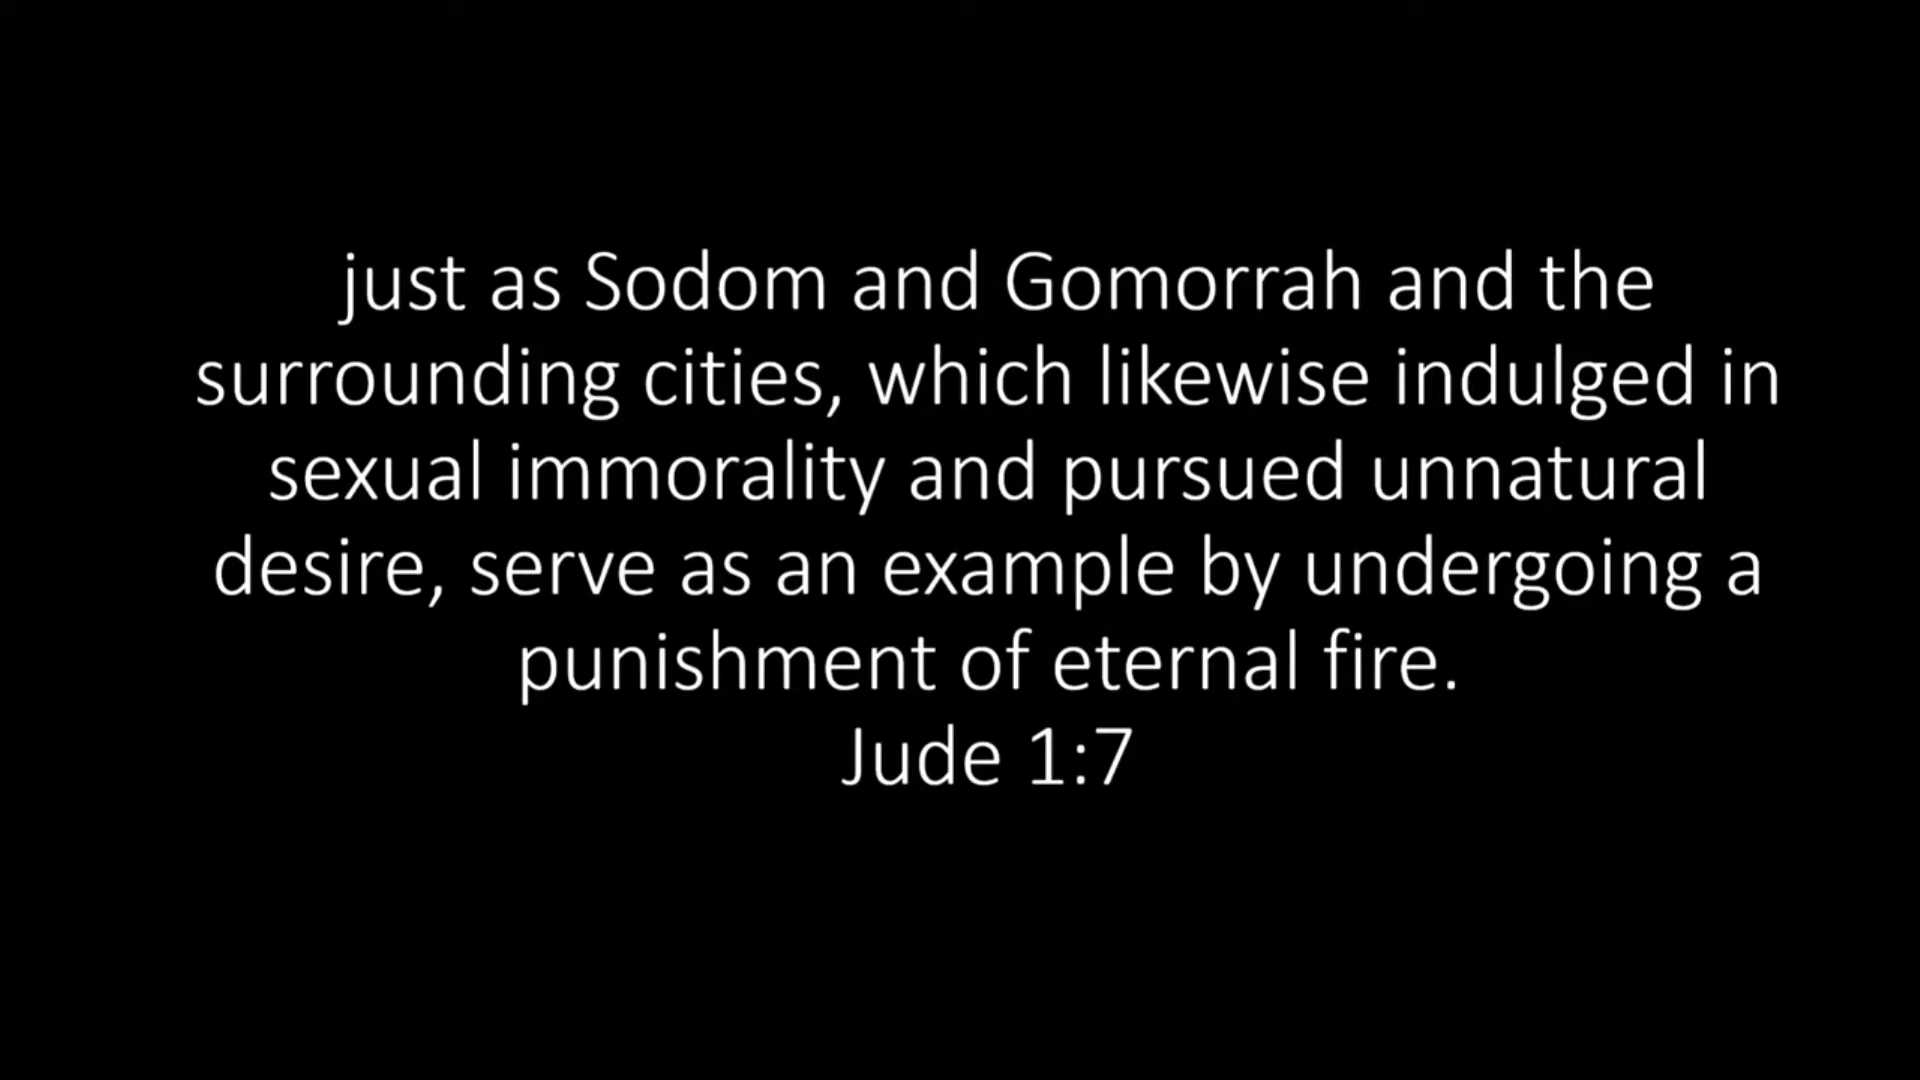 just as Sodom and Gomorrah and the
surrounding cities, which likewise indulged in
sexual immorality and pursued unnatural
desire, serve as an example by undergoing a
punishment of eternal fire.
Jude 1:7